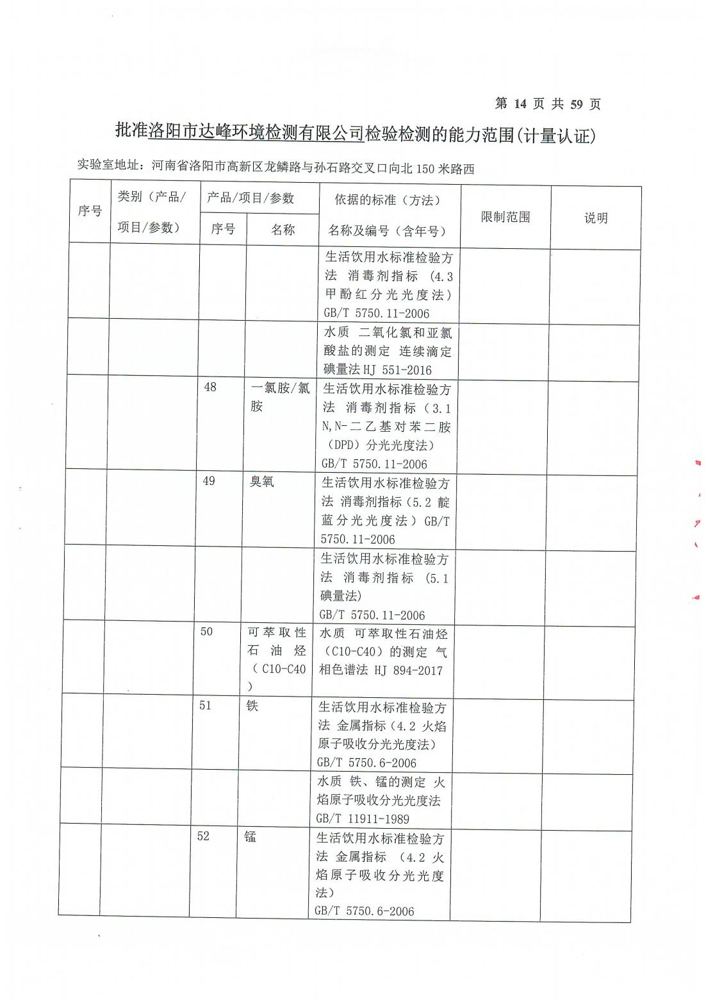 第 14 页 共 59 页
批准洛阳市达峰环境检测有限公司检验检测的能力范围(计量认证)
实验室地址：河南省洛阳市高新区龙鳞路与孙石路交叉口向北 150 米路西
序号
类别（产品/
项目/参数）
产品/项目/参数
序号
名称
依据的标准（方法）
名称及编号（含年号）
限制范围
说明
生活饮用水标准检验方
法 消毒剂指标 (4.3
甲酚红分光光度法)
GB/T 5750.11-2006
水质 二氧化氯和亚氯
酸盐的测定 连续滴定
碘量法 HJ 551-2016
48
一氯胺/氯
胺
生活饮用水标准检验方
法 消毒剂指标（3.1
N,N-二乙基对苯二胺
（DPD）分光光度法）
GB/T 5750.11-2006
49
臭氧
生活饮用水标准检验方
法 消毒剂指标（5.2 靛
蓝分光光度法）GB/T
5750.11-2006
生活饮用水标准检验方
法 消毒剂指标 (5.1
碘量法)
GB/T 5750.11-2006
50
可萃取性
石油烃
（C10-C40
）
水质 可萃取性石油烃
（C10-C40）的测定 气
相色谱法 HJ 894-2017
51
铁
生活饮用水标准检验方
法 金属指标（4.2 火焰
原子吸收分光光度法）
GB/T 5750.6-2006
水质 铁、锰的测定 火
焰原子吸收分光光度法
GB/T 11911-1989
52
锰
生活饮用水标准检验方
法 金属指标 （4.2 火
焰原子吸收分光光度
法）
GB/T 5750.6-2006